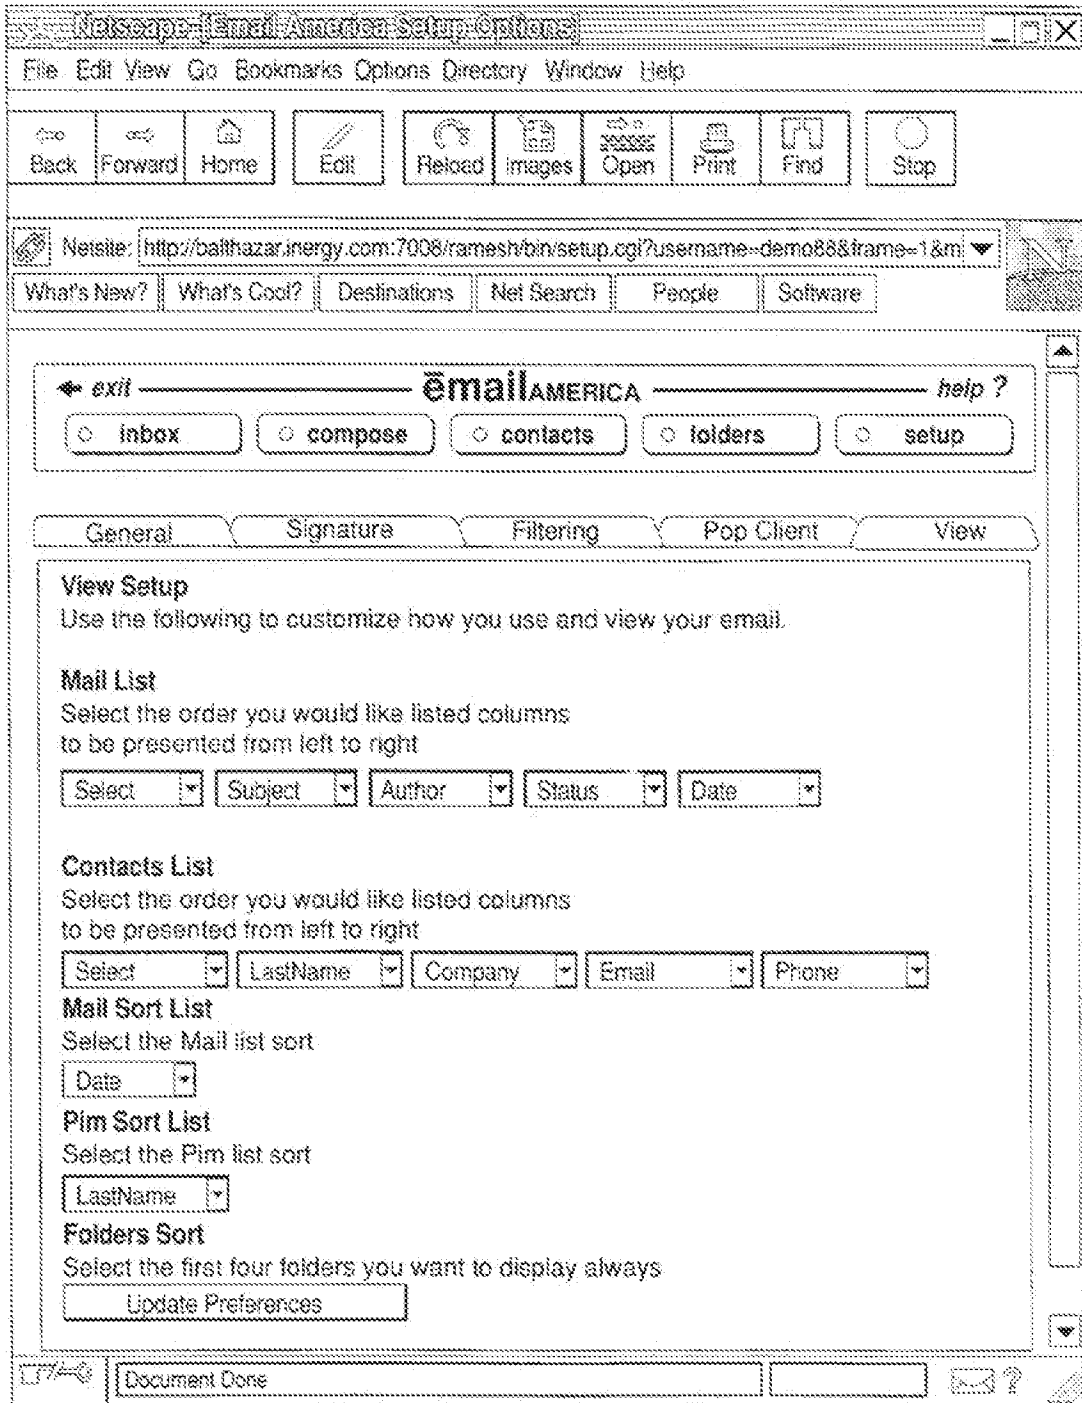 Netscape-[Email America Setup Options]
File Edit View Go Bookmarks Options Directory Window Help
Back Forward Home Edit Reload Images Open Print Find Stop
Netsite: http://balthazar.inergy.com:7008/ramesh/bin/setup.cgi?username=demo88&frame=1&m
What's New? What's Cool? Destinations Net Search People Software
exit ēmailAMERICA help ?
inbox compose contacts folders setup
General Signature Filtering Pop Client View
View Setup
Use the following to customize how you use and view your email.
Mail List
Select the order you would like listed columns
to be presented from left to right
Select Subject Author Status Date
Contacts List
Select the order you would like listed columns
to be presented from left to right
Select LastName Company Email Phone
Mail Sort List
Select the Mail list sort
Date
Pim Sort List
Select the Pim list sort
LastName
Folders Sort
Select the first four folders you want to display always
Update Preferences
Document Done
?